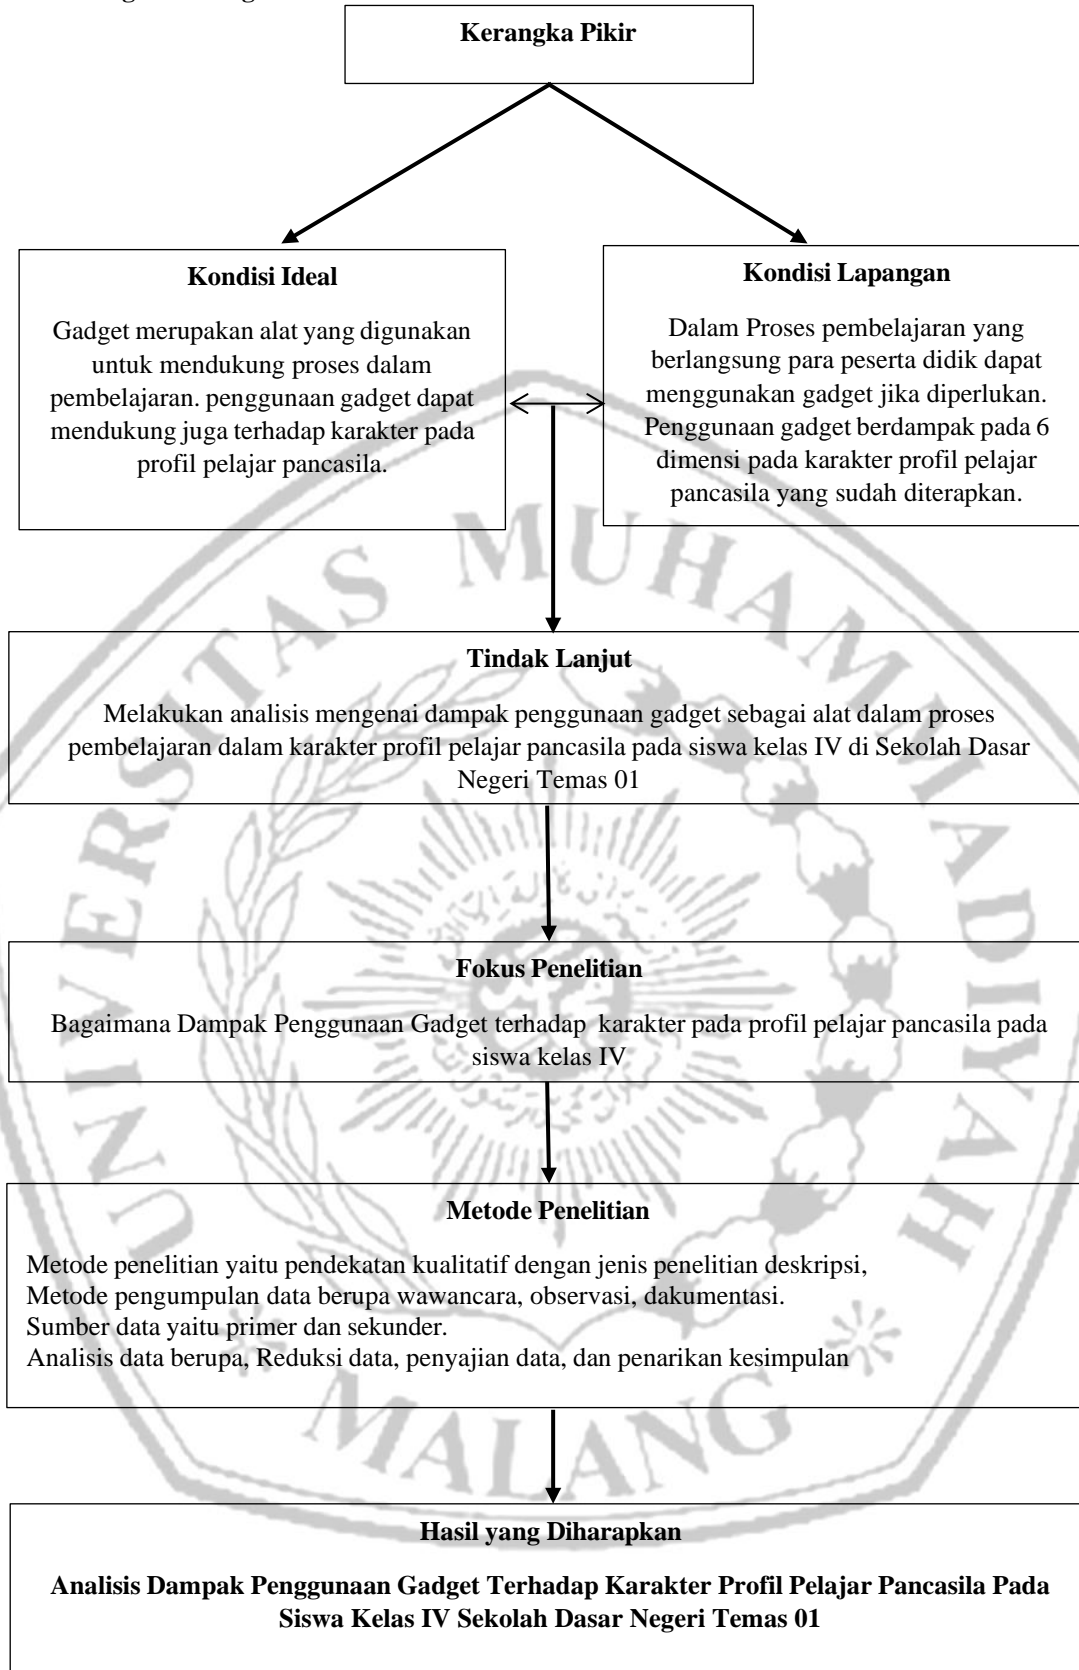 Kerangka Pikir
Kondisi Ideal
Gadget merupakan alat yang digunakan
untuk mendukung proses dalam
pembelajaran. penggunaan gadget dapat
mendukung juga terhadap karakter pada
profil pelajar pancasila.
Kondisi Lapangan
Dalam Proses pembelajaran yang
berlangsung para peserta didik dapat
menggunakan gadget jika diperlukan.
Penggunaan gadget berdampak pada 6
dimensi pada karakter profil pelajar
pancasila yang sudah diterapkan.
Tindak Lanjut
Melakukan analisis mengenai dampak penggunaan gadget sebagai alat dalam proses
pembelajaran dalam karakter profil pelajar pancasila pada siswa kelas IV di Sekolah Dasar
Negeri Temas 01
Fokus Penelitian
Bagaimana Dampak Penggunaan Gadget terhadap  karakter pada profil pelajar pancasila pada
siswa kelas IV
Metode Penelitian
Metode penelitian yaitu pendekatan kualitatif dengan jenis penelitian deskripsi,
Metode pengumpulan data berupa wawancara, observasi, dakumentasi.
Sumber data yaitu primer dan sekunder.
Analisis data berupa, Reduksi data, penyajian data, dan penarikan kesimpulan
Hasil yang Diharapkan
Analisis Dampak Penggunaan Gadget Terhadap Karakter Profil Pelajar Pancasila Pada
Siswa Kelas IV Sekolah Dasar Negeri Temas 01
UNIVERSITAS MUHAMMADIYAH
MALANG